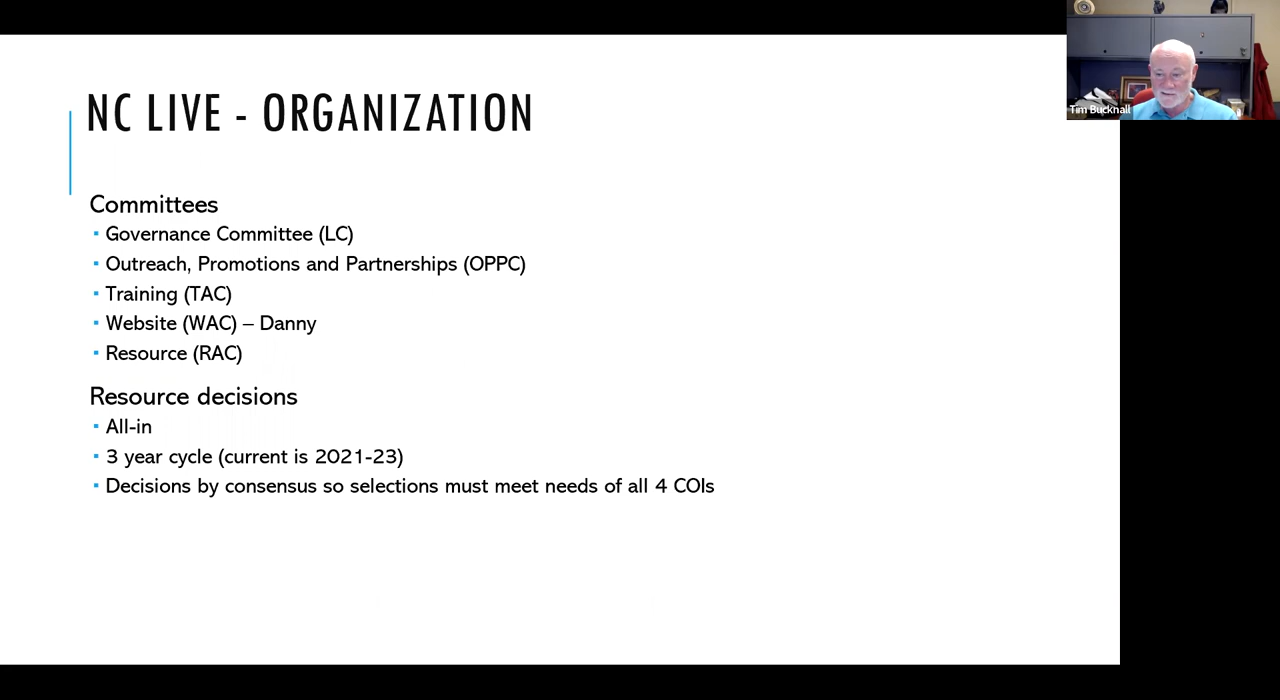 NC LIVE - ORGANIZATION
Committees
Governance Committee (LC)
Outreach, Promotions and Partnerships (OPPC)
Training (TAC)
Website (WAC) – Danny
Resource (RAC)
Resource decisions
All-in
3 year cycle (current is 2021-23)
Decisions by consensus so selections must meet needs of all 4 COIs
Tim Bucknall